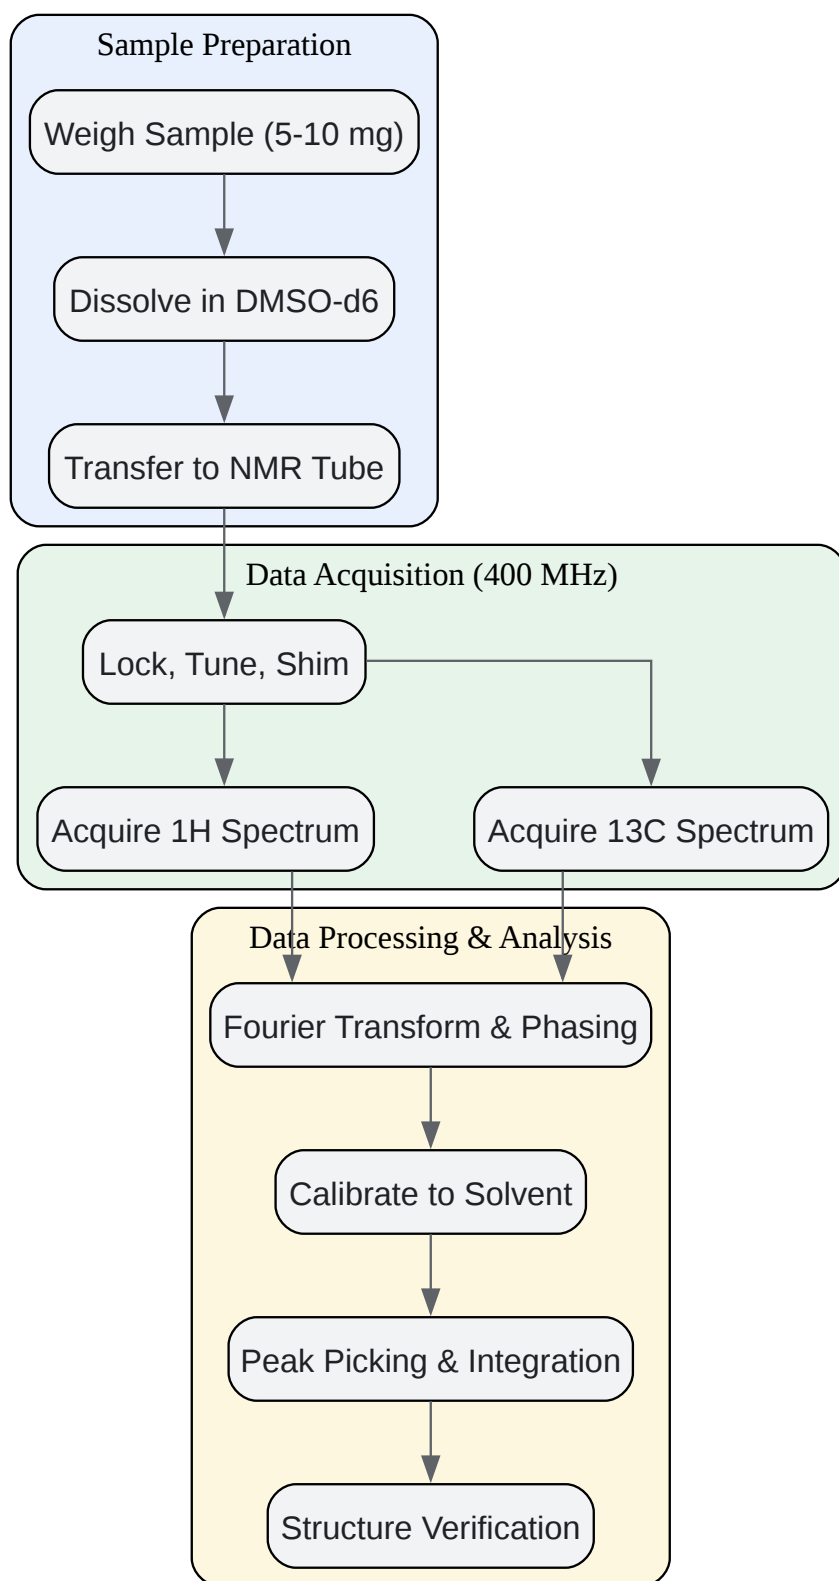 Sample Preparation
Weigh Sample (5-10 mg)
Dissolve in DMSO-d6
Transfer to NMR Tube
Data Acquisition (400 MHz)
Lock, Tune, Shim
Acquire 1H Spectrum
Acquire 13C Spectrum
Data Processing & Analysis
Fourier Transform & Phasing
Calibrate to Solvent
Peak Picking & Integration
Structure Verification